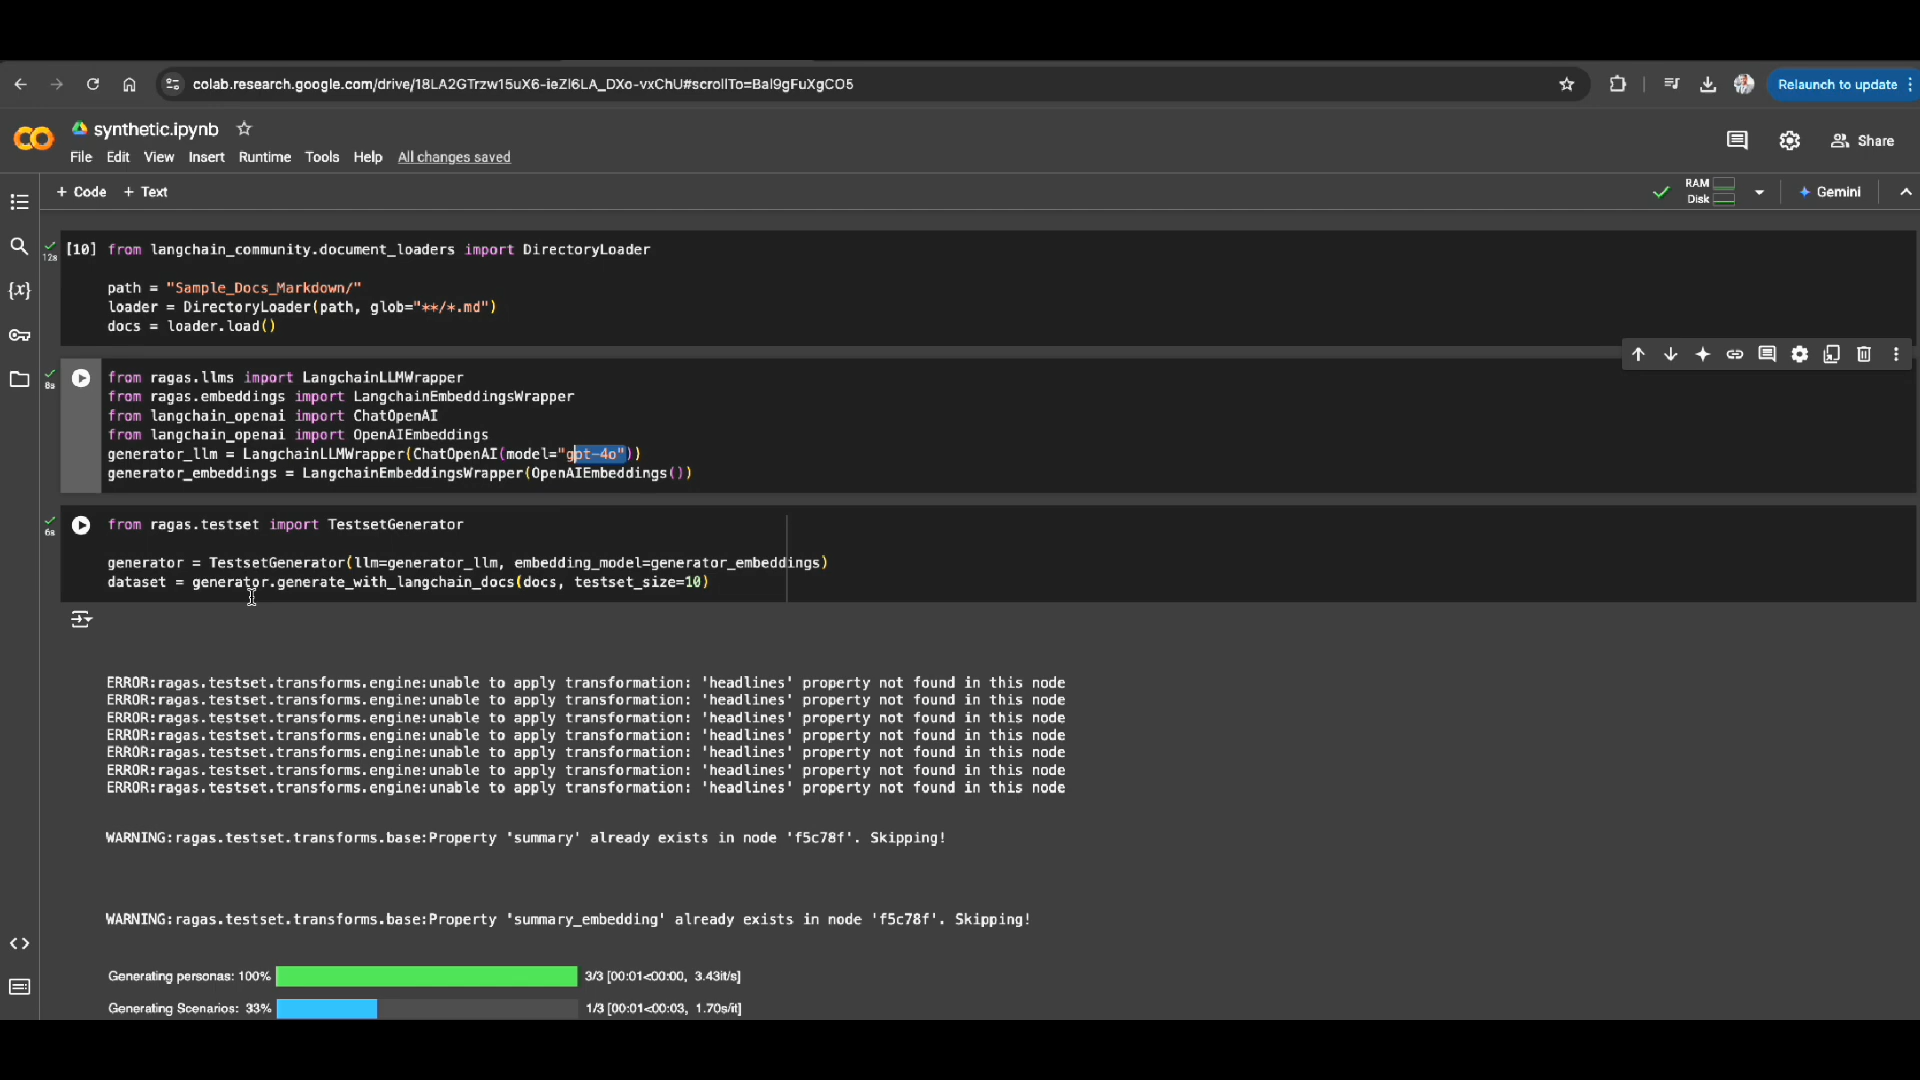 colab.research.google.com/drive/18LA2GTrzw15uX6-ieZl6LA_DXo-vxChU#scrollTo=Bal9gFuXgCO5
Relaunch to update
synthetic.ipynb
File Edit View Insert Runtime Tools Help All changes saved
Share
+ Code + Text
RAM
Disk
Gemini
[10] from langchain_community.document_loaders import DirectoryLoader
12s
path = "Sample_Docs_Markdown/"
loader = DirectoryLoader(path, glob="**/*.md")
docs = loader.load()
from ragas.llms import LangchainLLMWrapper
8s
from ragas.embeddings import LangchainEmbeddingsWrapper
from langchain_openai import ChatOpenAI
from langchain_openai import OpenAIEmbeddings
generator_llm = LangchainLLMWrapper(ChatOpenAI(model="gpt-4o"))
generator_embeddings = LangchainEmbeddingsWrapper(OpenAIEmbeddings())
from ragas.testset import TestsetGenerator
6s
generator = TestsetGenerator(llm=generator_llm, embedding_model=generator_embeddings)
dataset = generator.generate_with_langchain_docs(docs, testset_size=10)
ERROR:ragas.testset.transforms.engine:unable to apply transformation: 'headlines' property not found in this node
ERROR:ragas.testset.transforms.engine:unable to apply transformation: 'headlines' property not found in this node
ERROR:ragas.testset.transforms.engine:unable to apply transformation: 'headlines' property not found in this node
ERROR:ragas.testset.transforms.engine:unable to apply transformation: 'headlines' property not found in this node
ERROR:ragas.testset.transforms.engine:unable to apply transformation: 'headlines' property not found in this node
ERROR:ragas.testset.transforms.engine:unable to apply transformation: 'headlines' property not found in this node
ERROR:ragas.testset.transforms.engine:unable to apply transformation: 'headlines' property not found in this node
WARNING:ragas.testset.transforms.base:Property 'summary' already exists in node 'f5c78f'. Skipping!
WARNING:ragas.testset.transforms.base:Property 'summary_embedding' already exists in node 'f5c78f'. Skipping!
Generating personas: 100% 3/3 [00:01<00:00, 3.43it/s]
Generating Scenarios: 33% 1/3 [00:01<00:03, 1.70s/it]